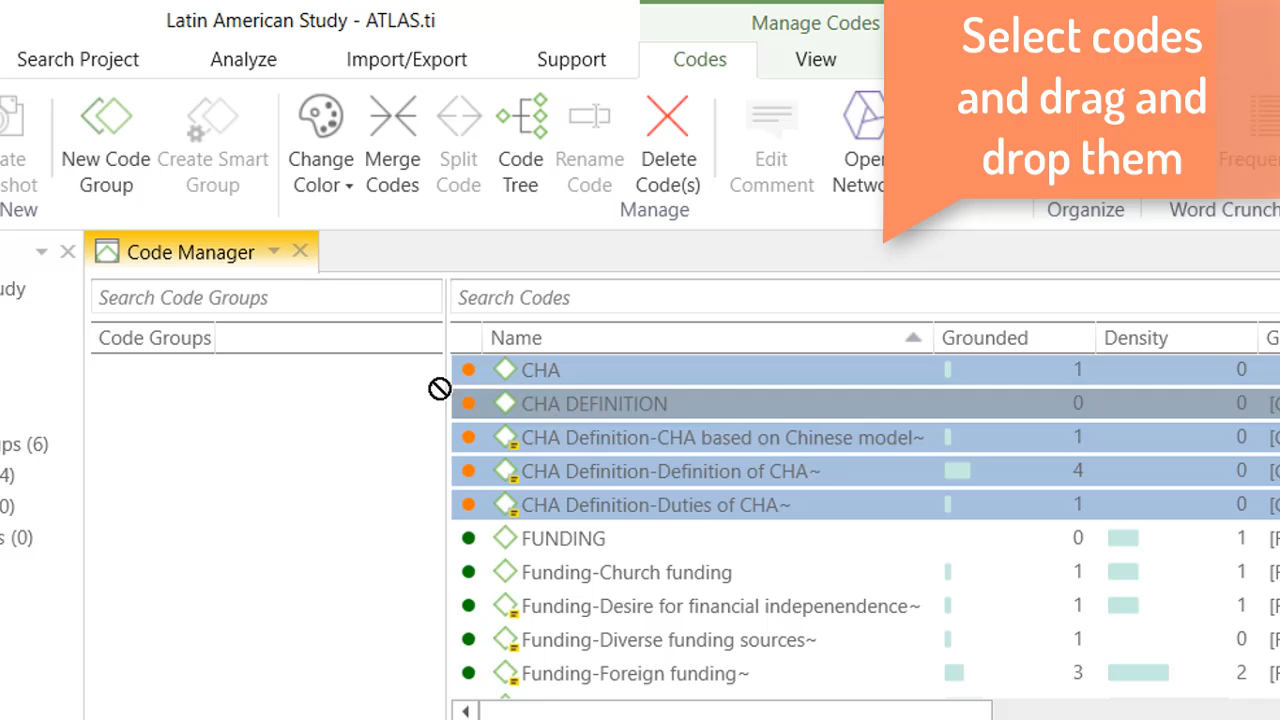 Latin American Study - ATLAS.ti
Manage Codes
Search Project
Analyze
Import/Export
Support
Codes
View
Select codes
and drag and
drop them
New Code
Group
Create Smart
Group
Change
Color
Merge
Codes
Split
Code
Code
Tree
Rename
Code
Delete
Code(s)
Edit
Comment
New
Manage
Organize
Code Manager
Search Code Groups
Search Codes
Code Groups
Name Grounded Density G
CHA 1 0
CHA DEFINITION 0 0
CHA Definition-CHA based on Chinese model~ 1 0
CHA Definition-Definition of CHA~ 4 0
CHA Definition-Duties of CHA~ 1 0
FUNDING 0 1 [F
Funding-Church funding 1 1 [F
Funding-Desire for financial indepenendence~ 1 1 [F
Funding-Diverse funding sources~ 1 0 [F
Funding-Foreign funding~ 3 2 [F
(6)
4)
0)
s (0)